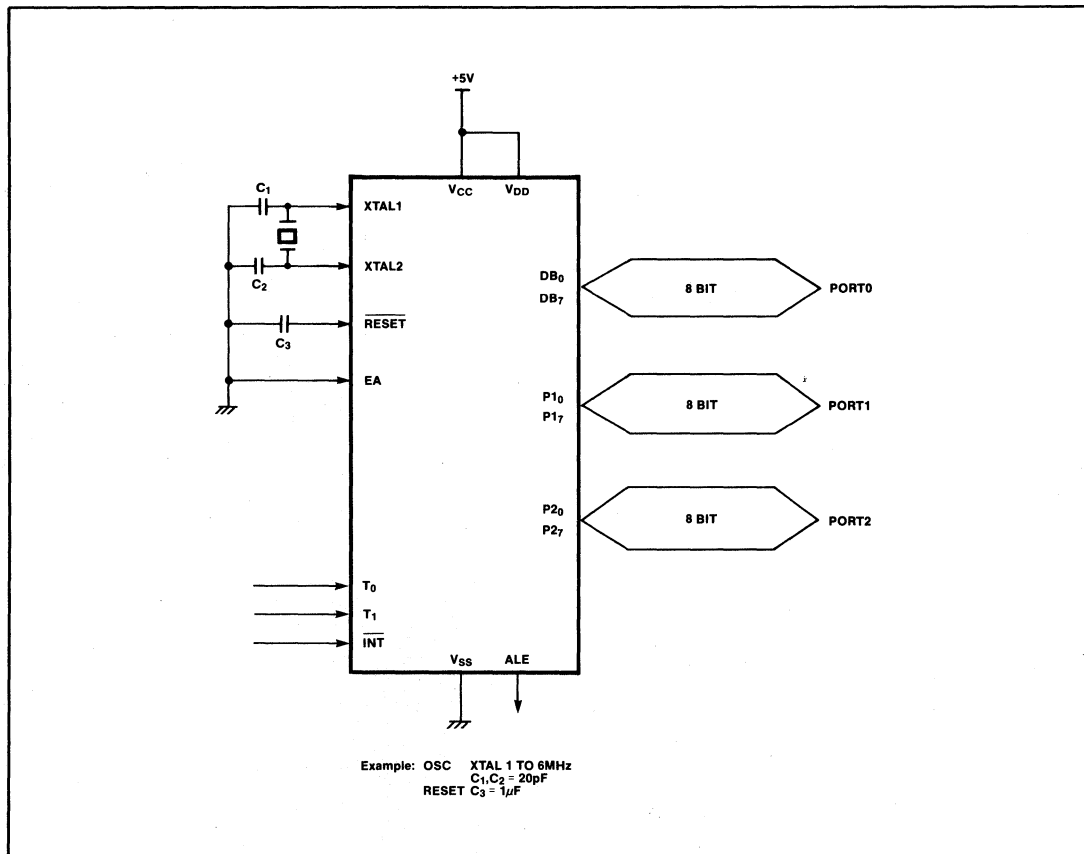 +5V
VCC VDD
C1
XTAL1
XTAL2
C2
RESET
C3
EA
DB0
DB7
8 BIT
PORT0
P10
P17
8 BIT
PORT1
P20
P27
8 BIT
PORT2
T0
T1
INT
VSS ALE
Example: OSC XTAL 1 TO 6MHz
C1,C2 = 20pF
RESET C3 = 1μF